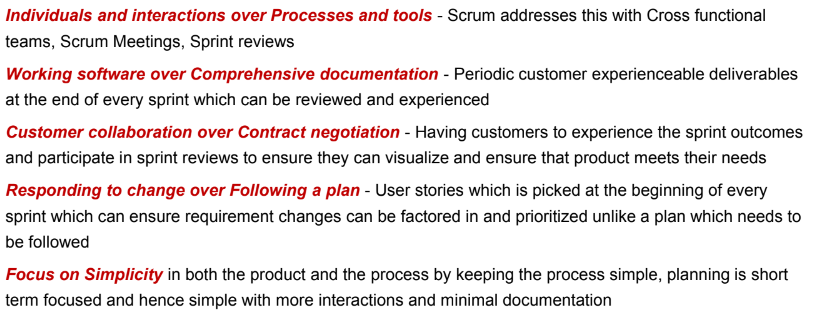 Individuals and interactions over Processes and tools - Scrum addresses this with Cross functional
teams, Scrum Meetings, Sprint reviews
Working software over Comprehensive documentation - Periodic customer experienceable deliverables
at the end of every sprint which can be reviewed and experienced
Customer collaboration over Contract negotiation - Having customers to experience the sprint outcomes
and participate in sprint reviews to ensure they can visualize and ensure that product meets their needs
Responding to change over Following a plan - User stories which is picked at the beginning of every
sprint which can ensure requirement changes can be factored in and prioritized unlike a plan which needs to
be followed
Focus on Simplicity in both the product and the process by keeping the process simple, planning is short
term focused and hence simple with more interactions and minimal documentation